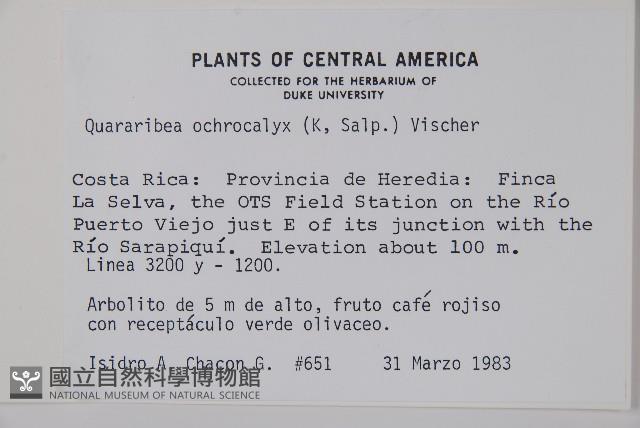 PLANTS OF CENTRAL AMERICA
COLLECTED FOR THE HERBARIUM OF
DUKE UNIVERSITY
Quararibea ochrocalyx (K, Salp.) Vischer
Costa Rica: Provincia de Heredia: Finca
La Selva, the OTS Field Station on the Río
Puerto Viejo just E of its junction with the
Río Sarapiquí. Elevation about 100 m.
Linea 3200 y - 1200.
Arbolito de 5 m de alto, fruto café rojiso
con receptáculo verde olivaceo.
Isidro A. Chacon G. #651 31 Marzo 1983
國立自然科學博物館
NATIONAL MUSEUM OF NATURAL SCIENCE